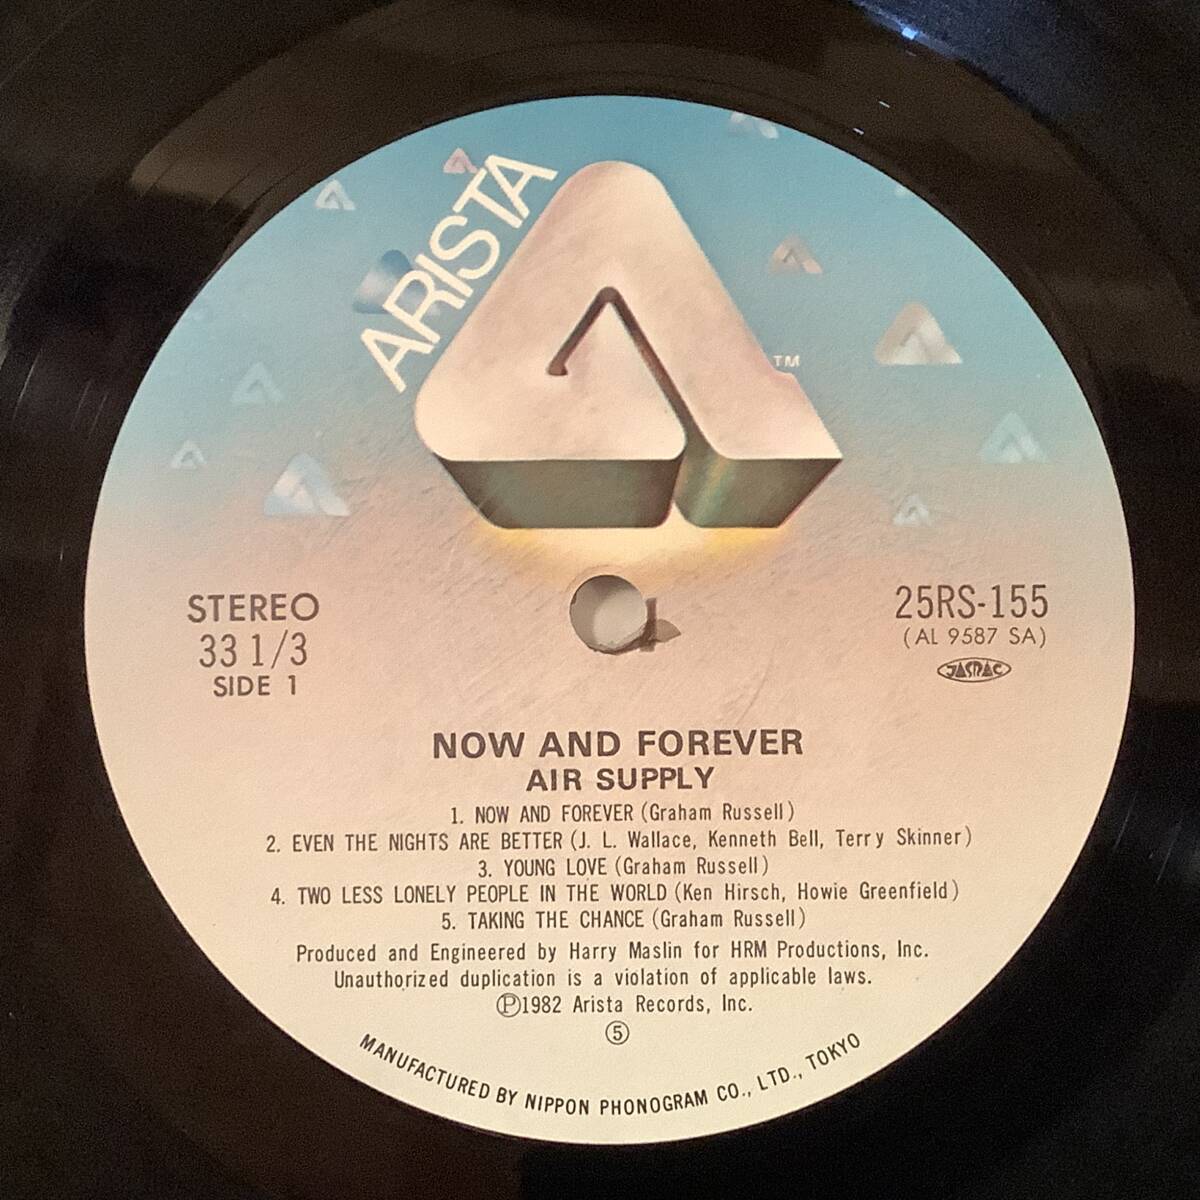 ARISTA
TM
STEREO
33 1/3
SIDE 1
25RS-155
(AL 9587 SA)
JASRAC
NOW AND FOREVER
AIR SUPPLY
1. NOW AND FOREVER (Graham Russell)
2. EVEN THE NIGHTS ARE BETTER (J. L. Wallace, Kenneth Bell, Terry Skinner)
3. YOUNG LOVE (Graham Russell)
4. TWO LESS LONELY PEOPLE IN THE WORLD (Ken Hirsch, Howie Greenfield)
5. TAKING THE CHANCE (Graham Russell)
Produced and Engineered by Harry Maslin for HRM Productions, Inc.
Unauthorized duplication is a violation of applicable laws.
Ⓟ1982 Arista Records, Inc.
⑤
MANUFACTURED BY NIPPON PHONOGRAM CO., LTD., TOKYO